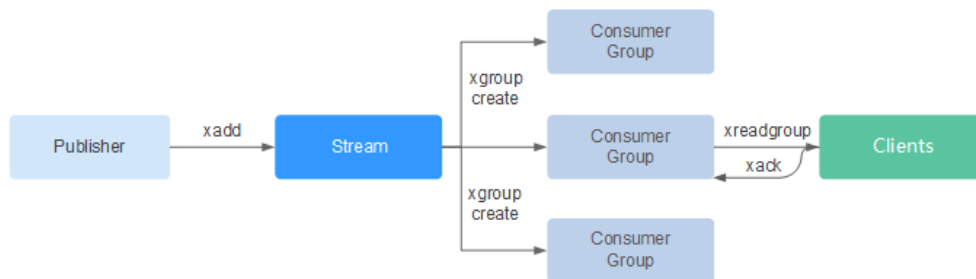 Consumer
Group
xgroup
create
Publisher
xadd
Stream
Consumer
Group
xreadgroup
xack
Clients
xgroup
create
Consumer
Group